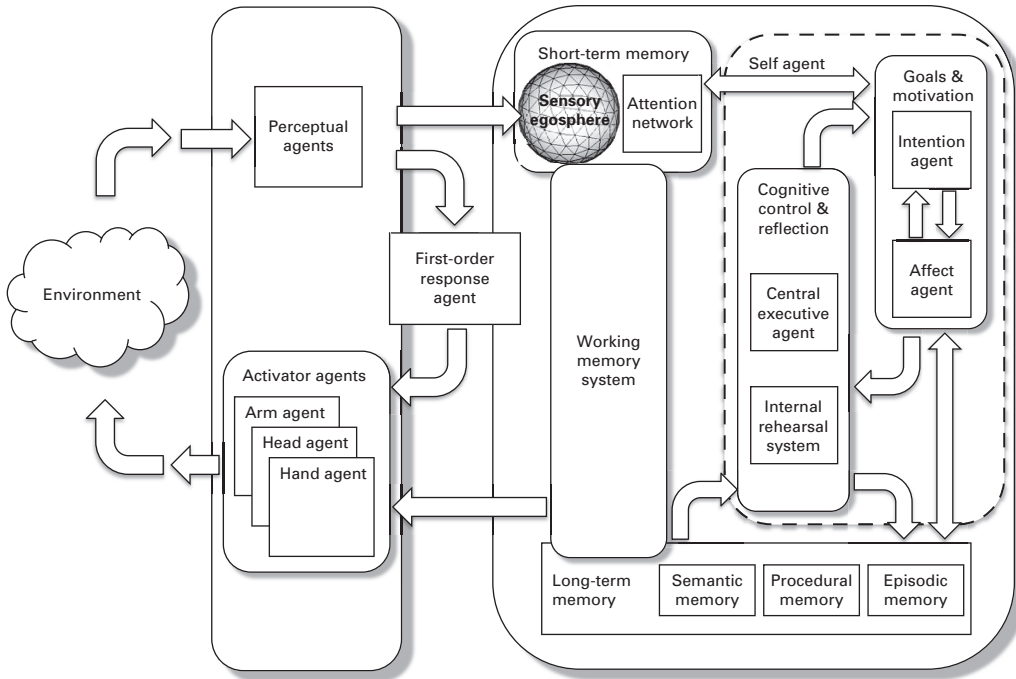 Perceptual
agents
Environment
First-order
response
agent
Activator agents
Arm agent
Head agent
Hand agent
Short-term memory
Sensory
egosphere
Attention
network
Self agent
Goals &
motivation
Intention
agent
Affect
agent
Cognitive
control &
reflection
Central
executive
agent
Internal
rehearsal
system
Working
memory
system
Long-term
memory
Semantic
memory
Procedural
memory
Episodic
memory